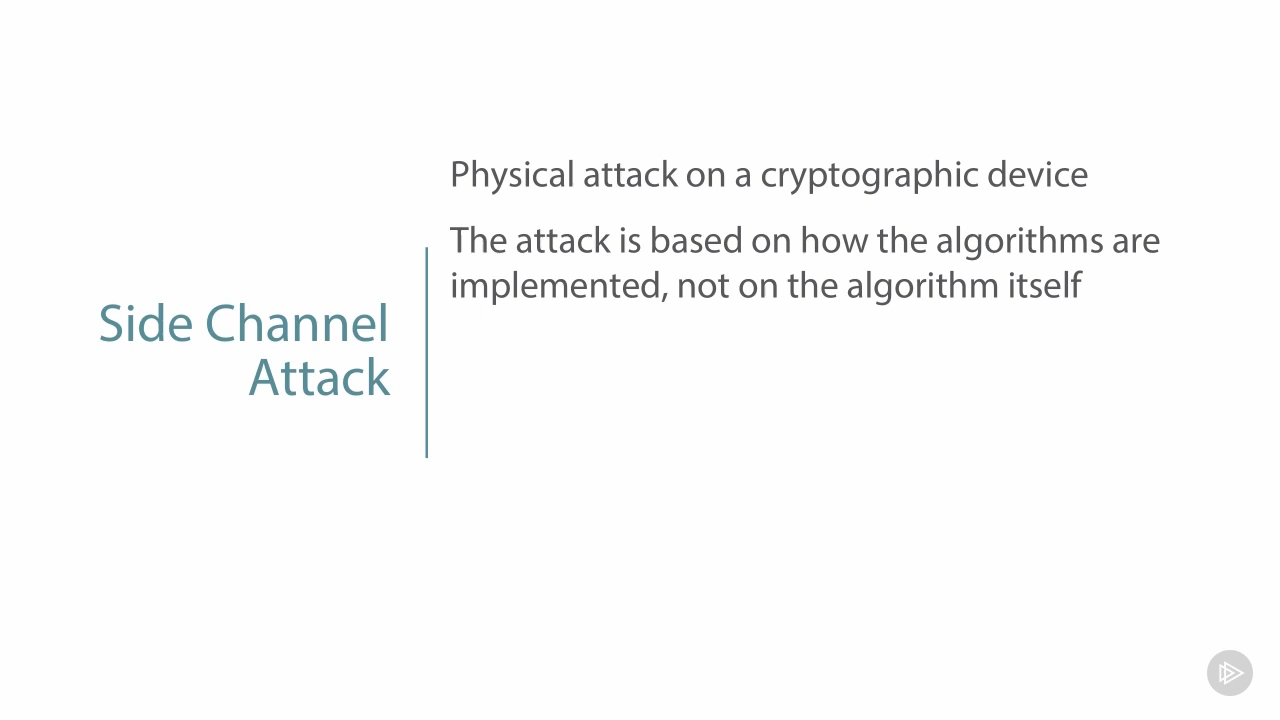 Side Channel
Attack
Physical attack on a cryptographic device
The attack is based on how the algorithms are
implemented, not on the algorithm itself